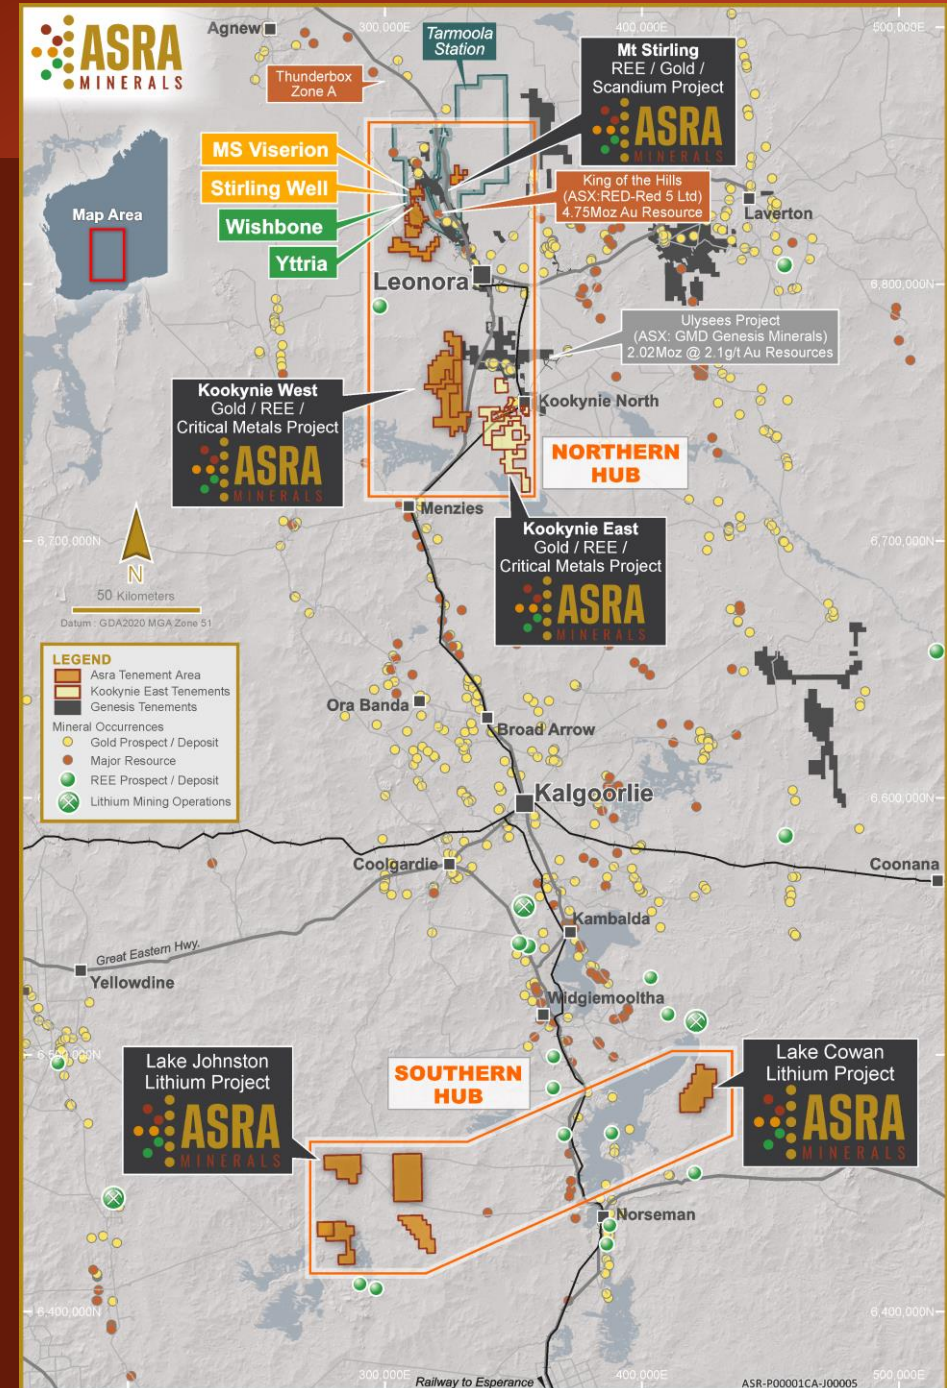 ASRA
MINERALS
Agnew
300,000E
400,000E
500,000E
Tarmoola
Station
Thunderbox
Zone A
Mt Stirling
REE / Gold /
Scandium Project
ASRA
MINERALS
MS Viserion
Stirling Well
Wishbone
Yttria
King of the Hills
(ASX:RED-Red 5 Ltd)
4.75Moz Au Resource
Laverton
Map Area
Leonora
6,800,000N
Ulysees Project
(ASX: GMD Genesis Minerals)
2.02Moz @ 2.1g/t Au Resources
Kookynie West
Gold / REE /
Critical Metals Project
ASRA
MINERALS
Kookynie North
NORTHERN
HUB
Menzies
Kookynie East
Gold / REE /
Critical Metals Project
ASRA
MINERALS
6,700,000N
6,700,000N
N
50 Kilometers
Datum : GDA2020 MGA Zone 51
LEGEND
Asra Tenement Area
Kookynie East Tenements
Genesis Tenements
Mineral Occurrences
Gold Prospect / Deposit
Major Resource
REE Prospect / Deposit
Lithium Mining Operations
Ora Banda
Broad Arrow
Kalgoorlie
6,600,000N
Coolgardie
Coonana
Kambalda
Great Eastern Hwy.
Yellowdine
Widgiemooltha
6,500,000N
Lake Johnston
Lithium Project
ASRA
MINERALS
SOUTHERN
HUB
Lake Cowan
Lithium Project
ASRA
MINERALS
Norseman
6,400,000N
6,400,000N
300,000E
400,000E
500,000E
Railway to Esperance
ASR-P00001CA-J00005